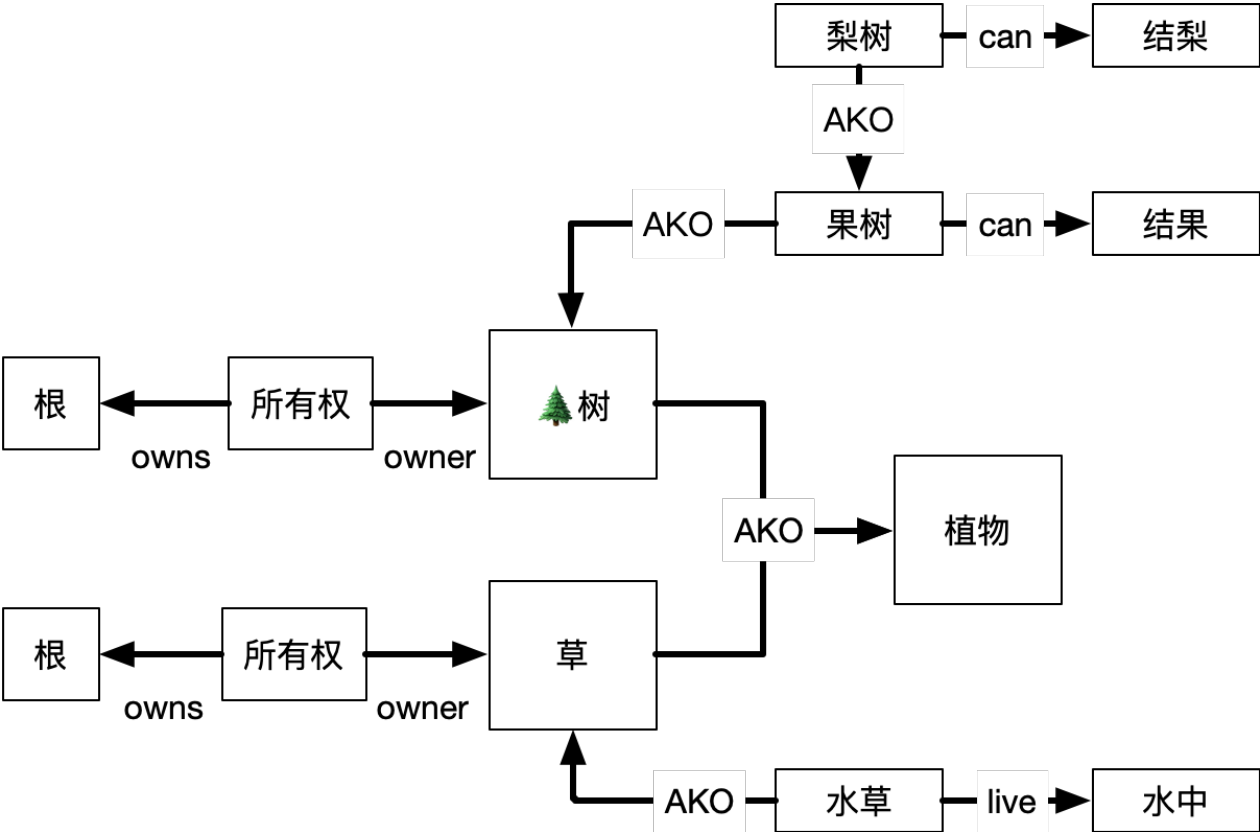 梨树 can 结梨
AKO
AKO 果树 can 结果
根 所有权 🌲树
owns owner
AKO 植物
根 所有权 草
owns owner
AKO 水草 live 水中